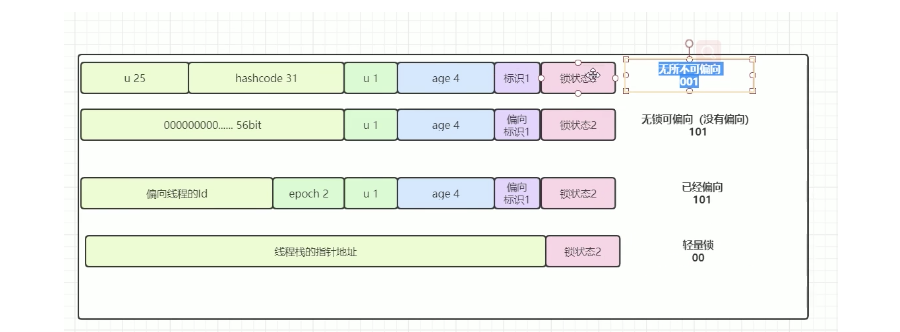 u 25 hashcode 31 u 1 age 4 标识1 锁状态2 无所不可偏向
001
000000000...... 56bit u 1 age 4 偏向 锁状态2 无锁可偏向（没有偏向）
标识1 101
偏向线程的Id epoch 2 u 1 age 4 偏向 锁状态2 已经偏向
标识1 101
线程栈的指针地址 锁状态2 轻量锁
00